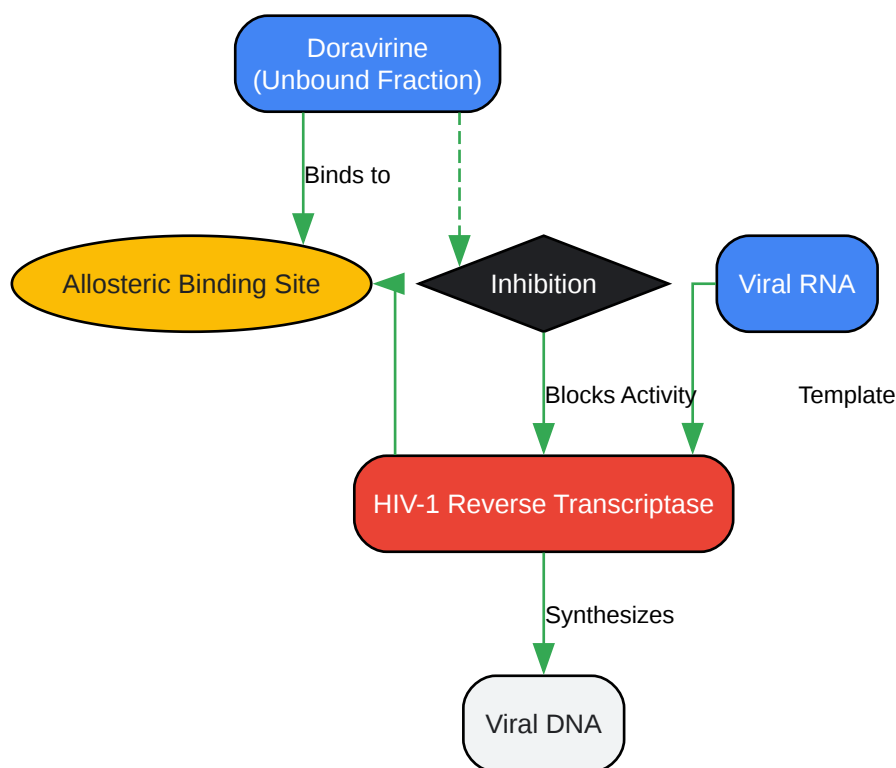 Doravirine
(Unbound Fraction)
Binds to
Allosteric Binding Site
Inhibition
Viral RNA
Blocks Activity
Template
HIV-1 Reverse Transcriptase
Synthesizes
Viral DNA